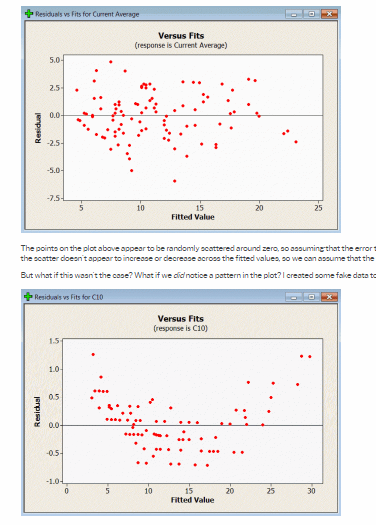 Residuals vs Fits for Current Average
Versus Fits
(response is Current Average)
5.0
2.5
0.0
-2.5
-5.0
-7.5
Residual
5 10 15 20 25
Fitted Value
The points on the plot above appear to be randomly scattered around zero, so assuming that the error t
the scatter doesn't appear to increase or decrease across the fitted values, so we can assume that the
But what if this wasn't the case? What if we did notice a pattern in the plot? I created some fake data to
Residuals vs Fits for C10
Versus Fits
(response is C10)
1.5
1.0
0.5
0.0
-0.5
-1.0
Residual
0 5 10 15 20 25 30
Fitted Value